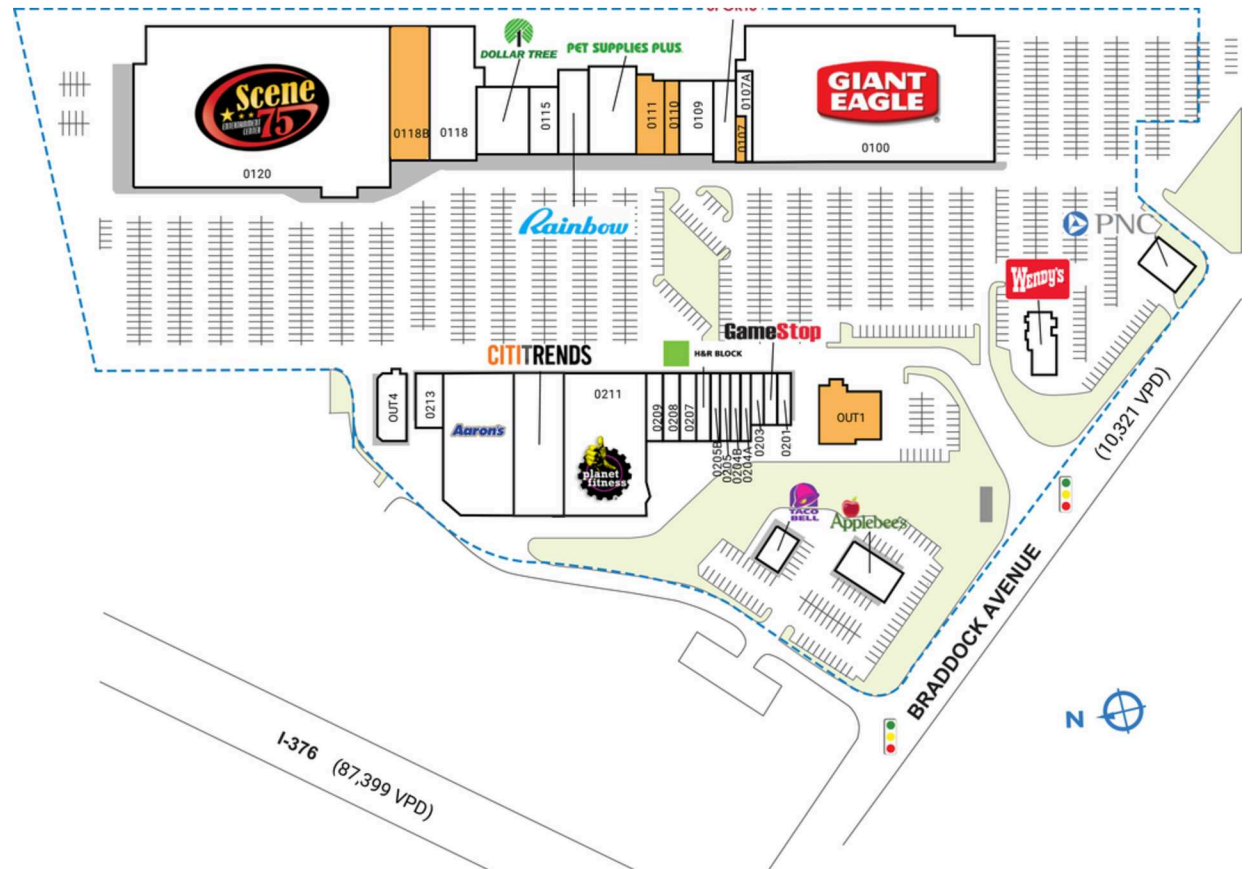 DOLLAR TREE
PET SUPPLIES PLUS
Scene
75
ENTERTAINMENT
CENTER
0120
0118B
0118
0115
0111
0110
0109
0107
0107A
GIANT
EAGLE
0100
Rainbow
PNC
WENDY'S
GameStop
CITITRENDS
H&R BLOCK
OUT4
0213
Aaron's
0211
planet
fitness
0209
0208
0207
0205B
0205
0204B
0204A
0203
0201
OUT1
TACO
BELL
Applebee's
(10,321 VPD)
BRADDOCK AVENUE
N
I-376 (87,399 VPD)